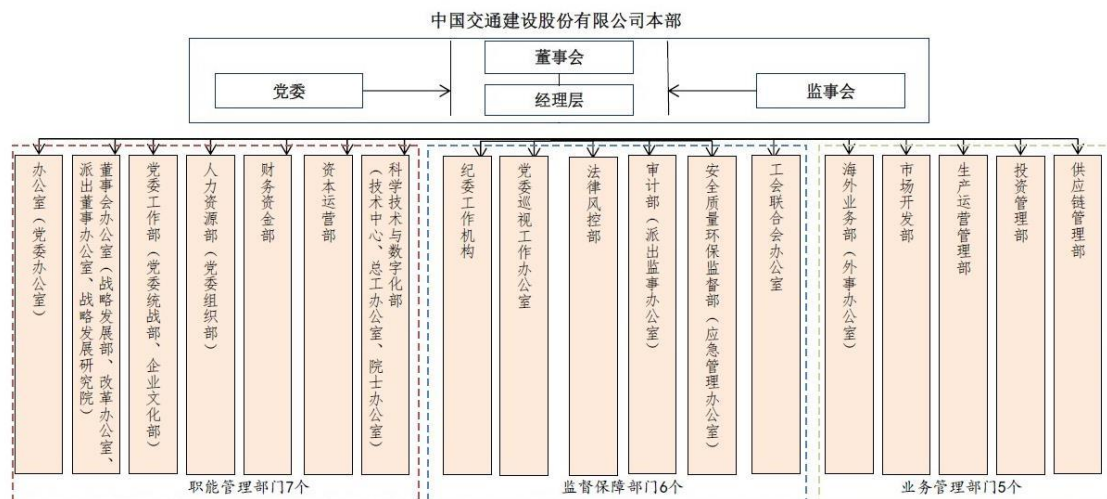 中国交通建设股份有限公司本部
董事会
党委
监事会
经理层
办公室（党委办公室）
董事会办公室（战略发展部、改革办公室、
派出董事办公室、战略发展研究院）
党委工作部（党委统战部、企业文化部）
人力资源部（党委组织部）
财务资金部
资本运营部
科学技术与数字化部
（技术中心、总工办公室、院士办公室）
纪委工作机构
党委巡视工作办公室
法律风控部
审计部（派出监事办公室）
安全质量环保监督部（应急管理办公室）
工会联合会办公室
海外业务部（外事办公室）
市场开发部
生产运营管理部
投资管理部
供应链管理部
职能管理部门7个
监督保障部门6个
业务管理部门5个